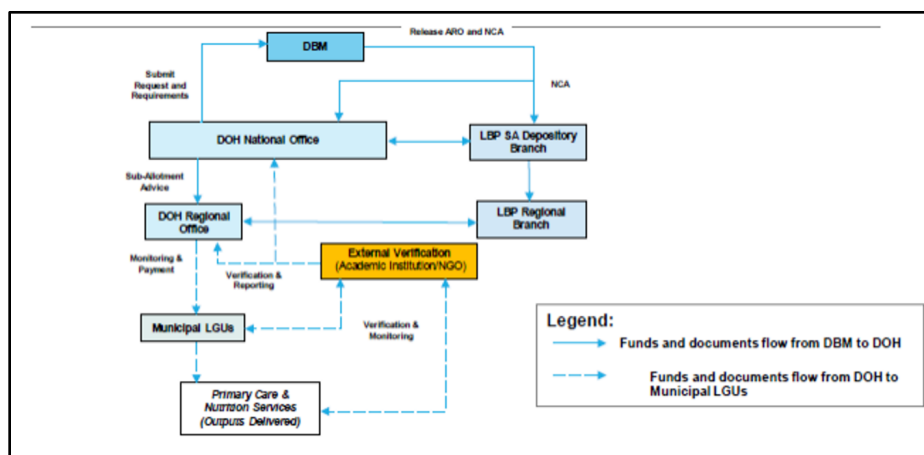 Release ARO and NCA
DBM
Submit
Request and
Requirements
NCA
DOH National Office
LBP SA Depository
Branch
Sub-Allotment
Advice
DOH Regional
Office
LBP Regional
Branch
External Verification
(Academic Institution/NGO)
Monitoring &
Payment
Verification &
Reporting
Municipal LGUs
Verification &
Monitoring
Primary Care &
Nutrition Services
(Outputs Delivered)
Legend:
Funds and documents flow from DBM to DOH
Funds and documents flow from DOH to
Municipal LGUs